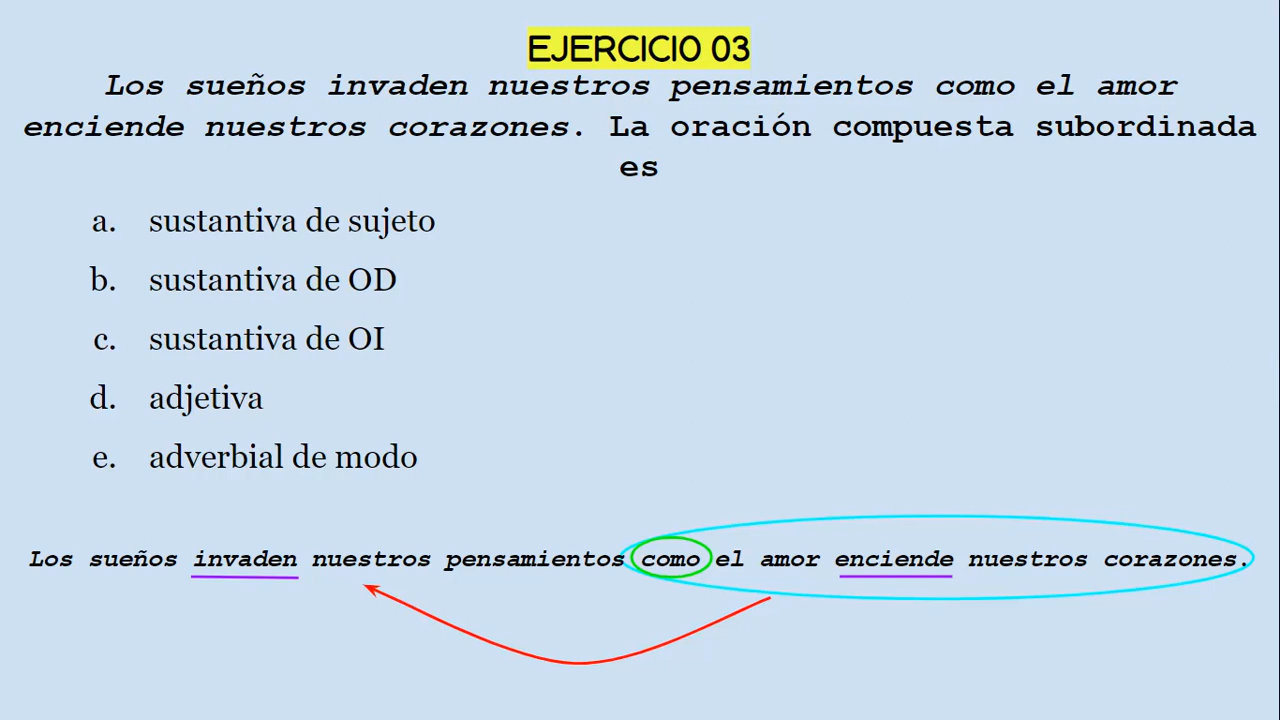 EJERCICIO 03
Los sueños invaden nuestros pensamientos como el amor
enciende nuestros corazones. La oración compuesta subordinada
es
a. sustantiva de sujeto
b. sustantiva de OD
c. sustantiva de OI
d. adjetiva
e. adverbial de modo
Los sueños invaden nuestros pensamientos como el amor enciende nuestros corazones.